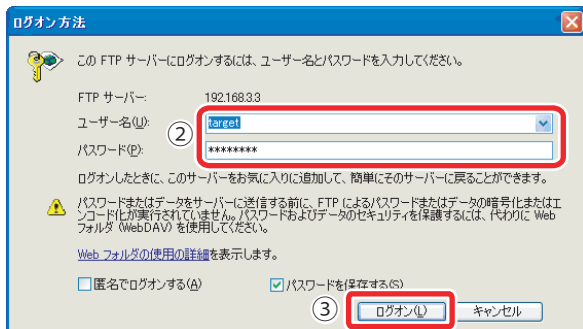 ログオン方法
この FTP サーバーにログオンするには、ユーザー名とパスワードを入力してください。
FTP サーバー: 192.168.3.3
ユーザー名(U): target
②
パスワード(P): ********
ログオンしたときに、このサーバーをお気に入りに追加して、簡単にそのサーバーに戻ることができます。
パスワードまたはデータをサーバーに送信する前に、FTP によるパスワードまたはデータの暗号化またはエ
ンコード化が実行されていません。パスワードおよびデータのセキュリティを保護するには、代わりに Web
フォルダ (WebDAV) を使用してください。
Web フォルダの使用の詳細を表示します。
匿名でログオンする(A) パスワードを保存する(S)
③ ログオン(L) キャンセル